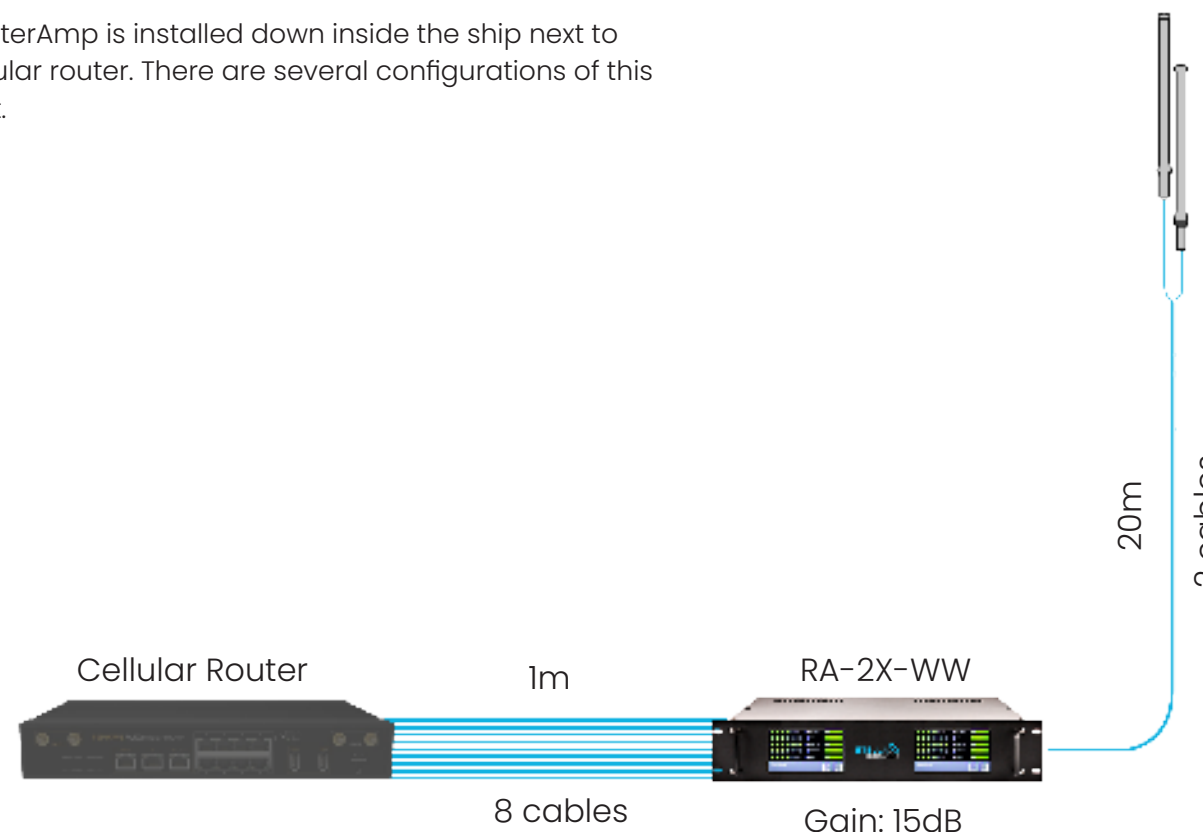 terAmp is installed down inside the ship next to
ular router. There are several configurations of this
20m
cables
Cellular Router
1m
RA-2X-WW
8 cables
Gain: 15dB